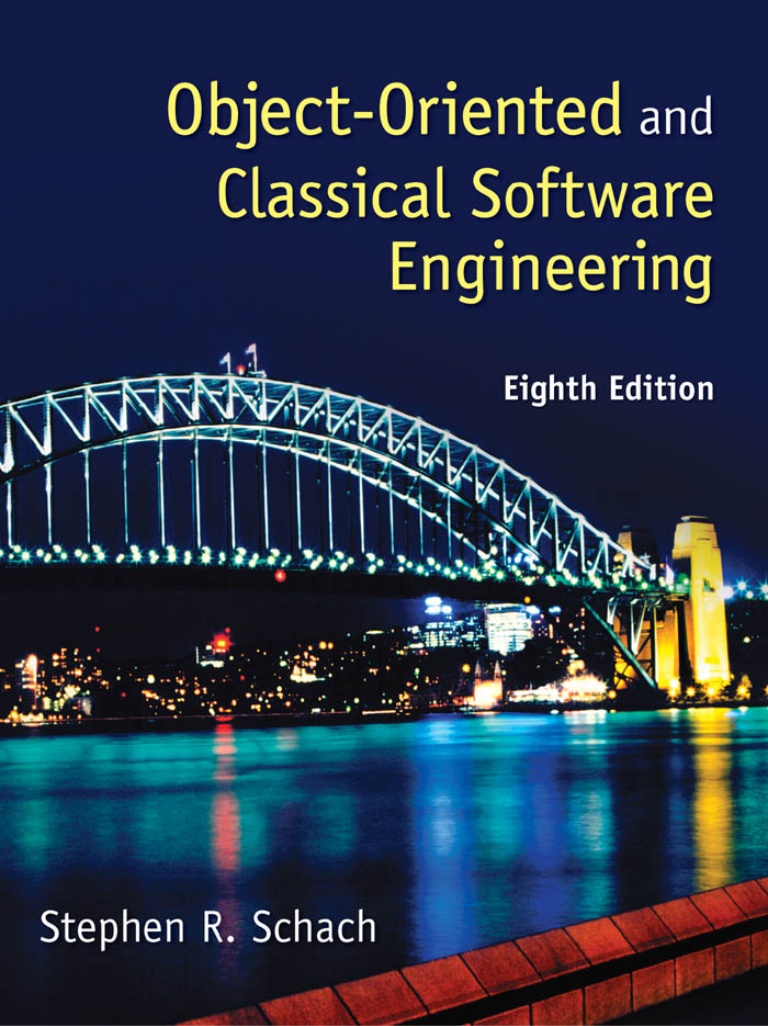 Object-Oriented and
Classical Software
Engineering
Eighth Edition
Stephen R. Schach